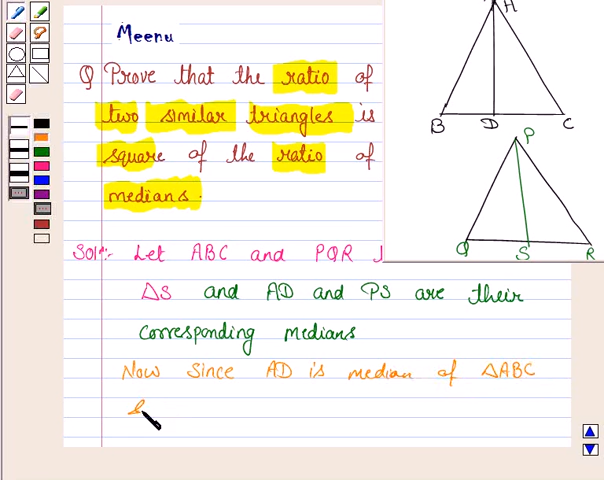 Meenu
Q Prove that the ratio of
two similar triangles is
square of the ratio of
medians.
Solⁿ:- Let ABC and PQR
ΔS and AD and PS are their
corresponding medians
Now since AD is median of ΔABC
A
B D C
P
Q S R